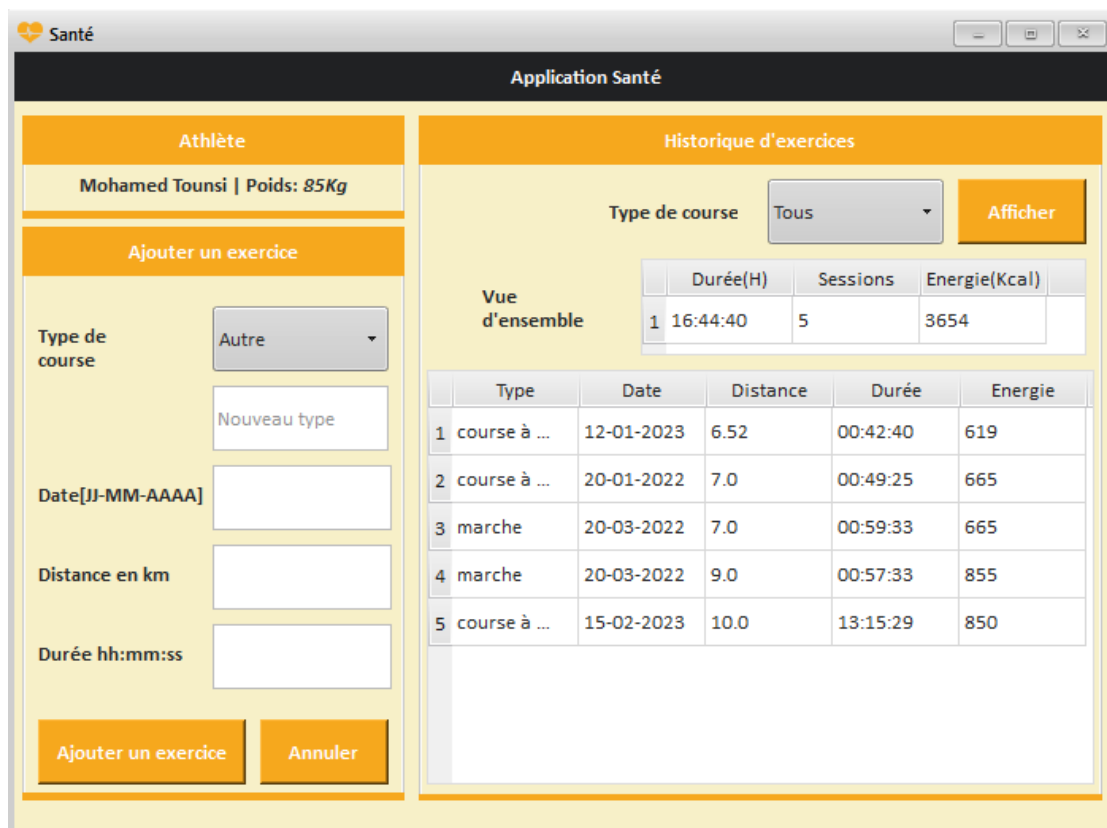 Santé
Application Santé
Athlète
Mohamed Tounsi | Poids: 85Kg
Ajouter un exercice
Type de
course
Autre
Nouveau type
Date[JJ-MM-AAAA]
Distance en km
Durée hh:mm:ss
Ajouter un exercice Annuler
Historique d'exercices
Type de course Tous Afficher
Vue
d'ensemble
Durée(H) Sessions Energie(Kcal)
1 16:44:40 5 3654
Type Date Distance Durée Energie
1 course à ... 12-01-2023 6.52 00:42:40 619
2 course à ... 20-01-2022 7.0 00:49:25 665
3 marche 20-03-2022 7.0 00:59:33 665
4 marche 20-03-2022 9.0 00:57:33 855
5 course à ... 15-02-2023 10.0 13:15:29 850